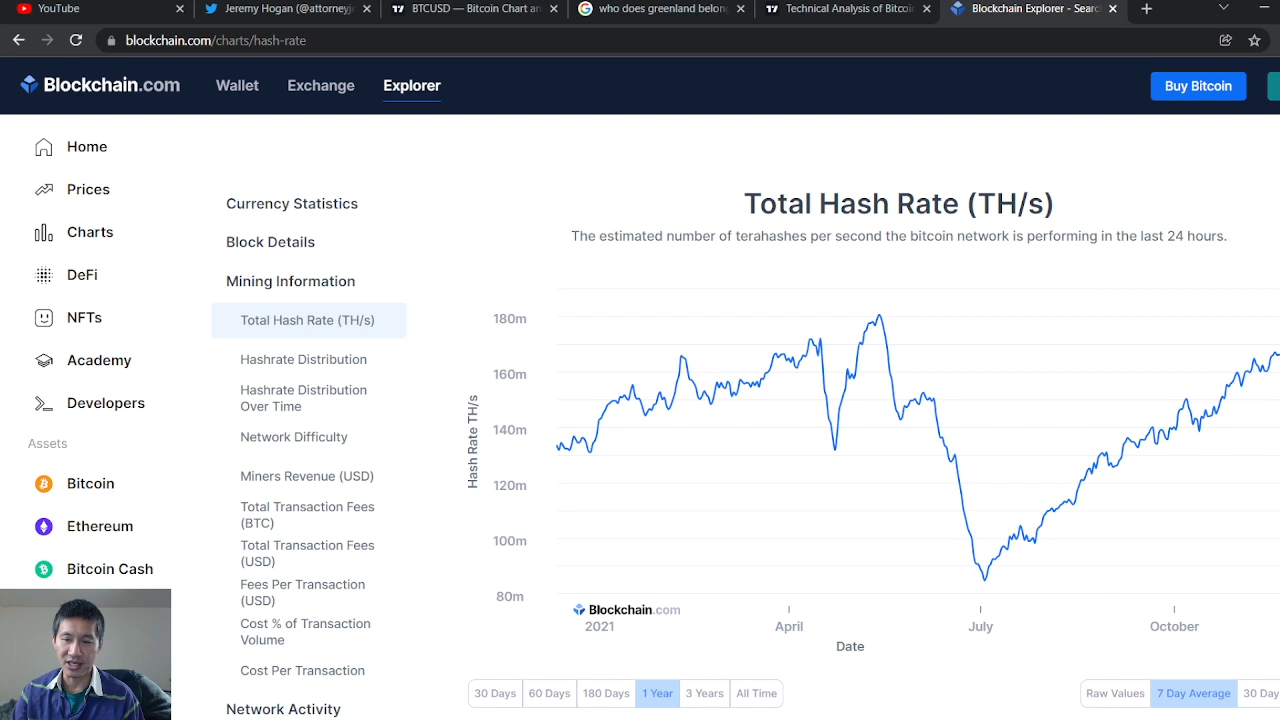 YouTube
Jeremy Hogan (@attorneyje
BTCUSD — Bitcoin Chart an
who does greenland belong
Technical Analysis of Bitcoin
Blockchain Explorer - Searc
blockchain.com/charts/hash-rate
Blockchain.com
Wallet
Exchange
Explorer
Buy Bitcoin
Home
Prices
Charts
DeFi
NFTs
Academy
Developers
Assets
Bitcoin
Ethereum
Bitcoin Cash
Currency Statistics
Block Details
Mining Information
Total Hash Rate (TH/s)
Hashrate Distribution
Hashrate Distribution
Over Time
Network Difficulty
Miners Revenue (USD)
Total Transaction Fees
(BTC)
Total Transaction Fees
(USD)
Fees Per Transaction
(USD)
Cost % of Transaction
Volume
Cost Per Transaction
Network Activity
Total Hash Rate (TH/s)
The estimated number of terahashes per second the bitcoin network is performing in the last 24 hours.
Hash Rate TH/s
180m
160m
140m
120m
100m
80m
Blockchain.com
2021
April
July
October
Date
30 Days
60 Days
180 Days
1 Year
3 Years
All Time
Raw Values
7 Day Average
30 Day